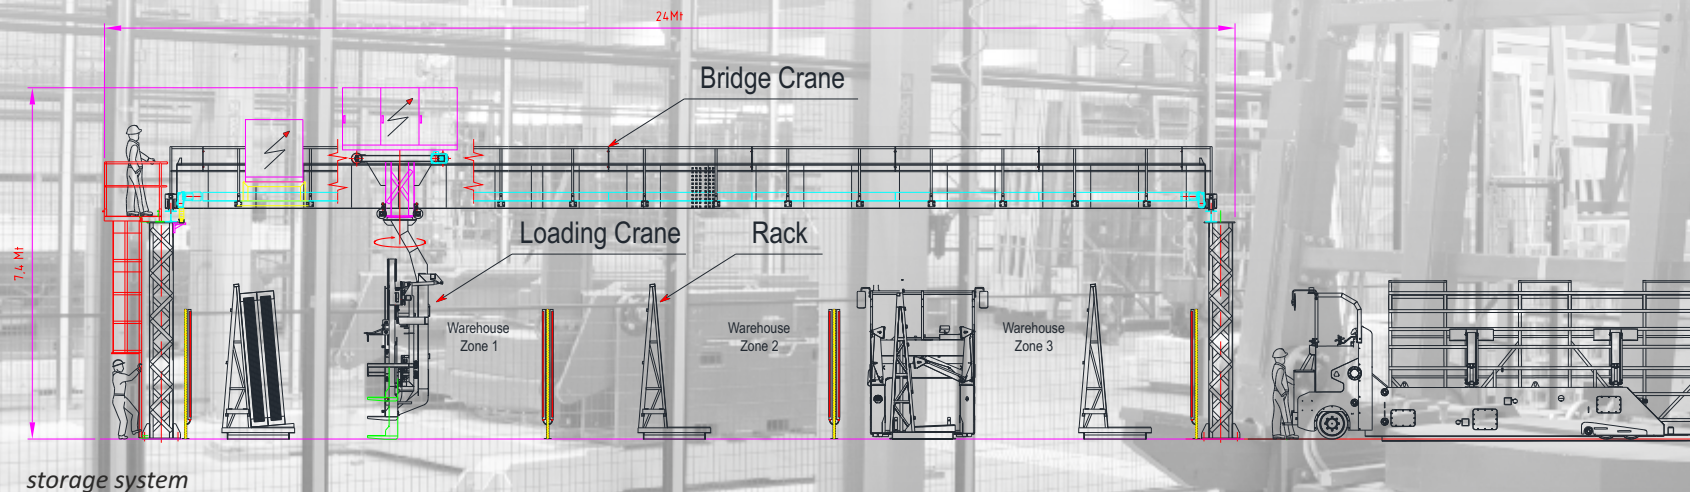 24Mt
Bridge Crane
Loading Crane
Rack
7,4 Mt
Warehouse
Zone 1
Warehouse
Zone 2
Warehouse
Zone 3
storage system